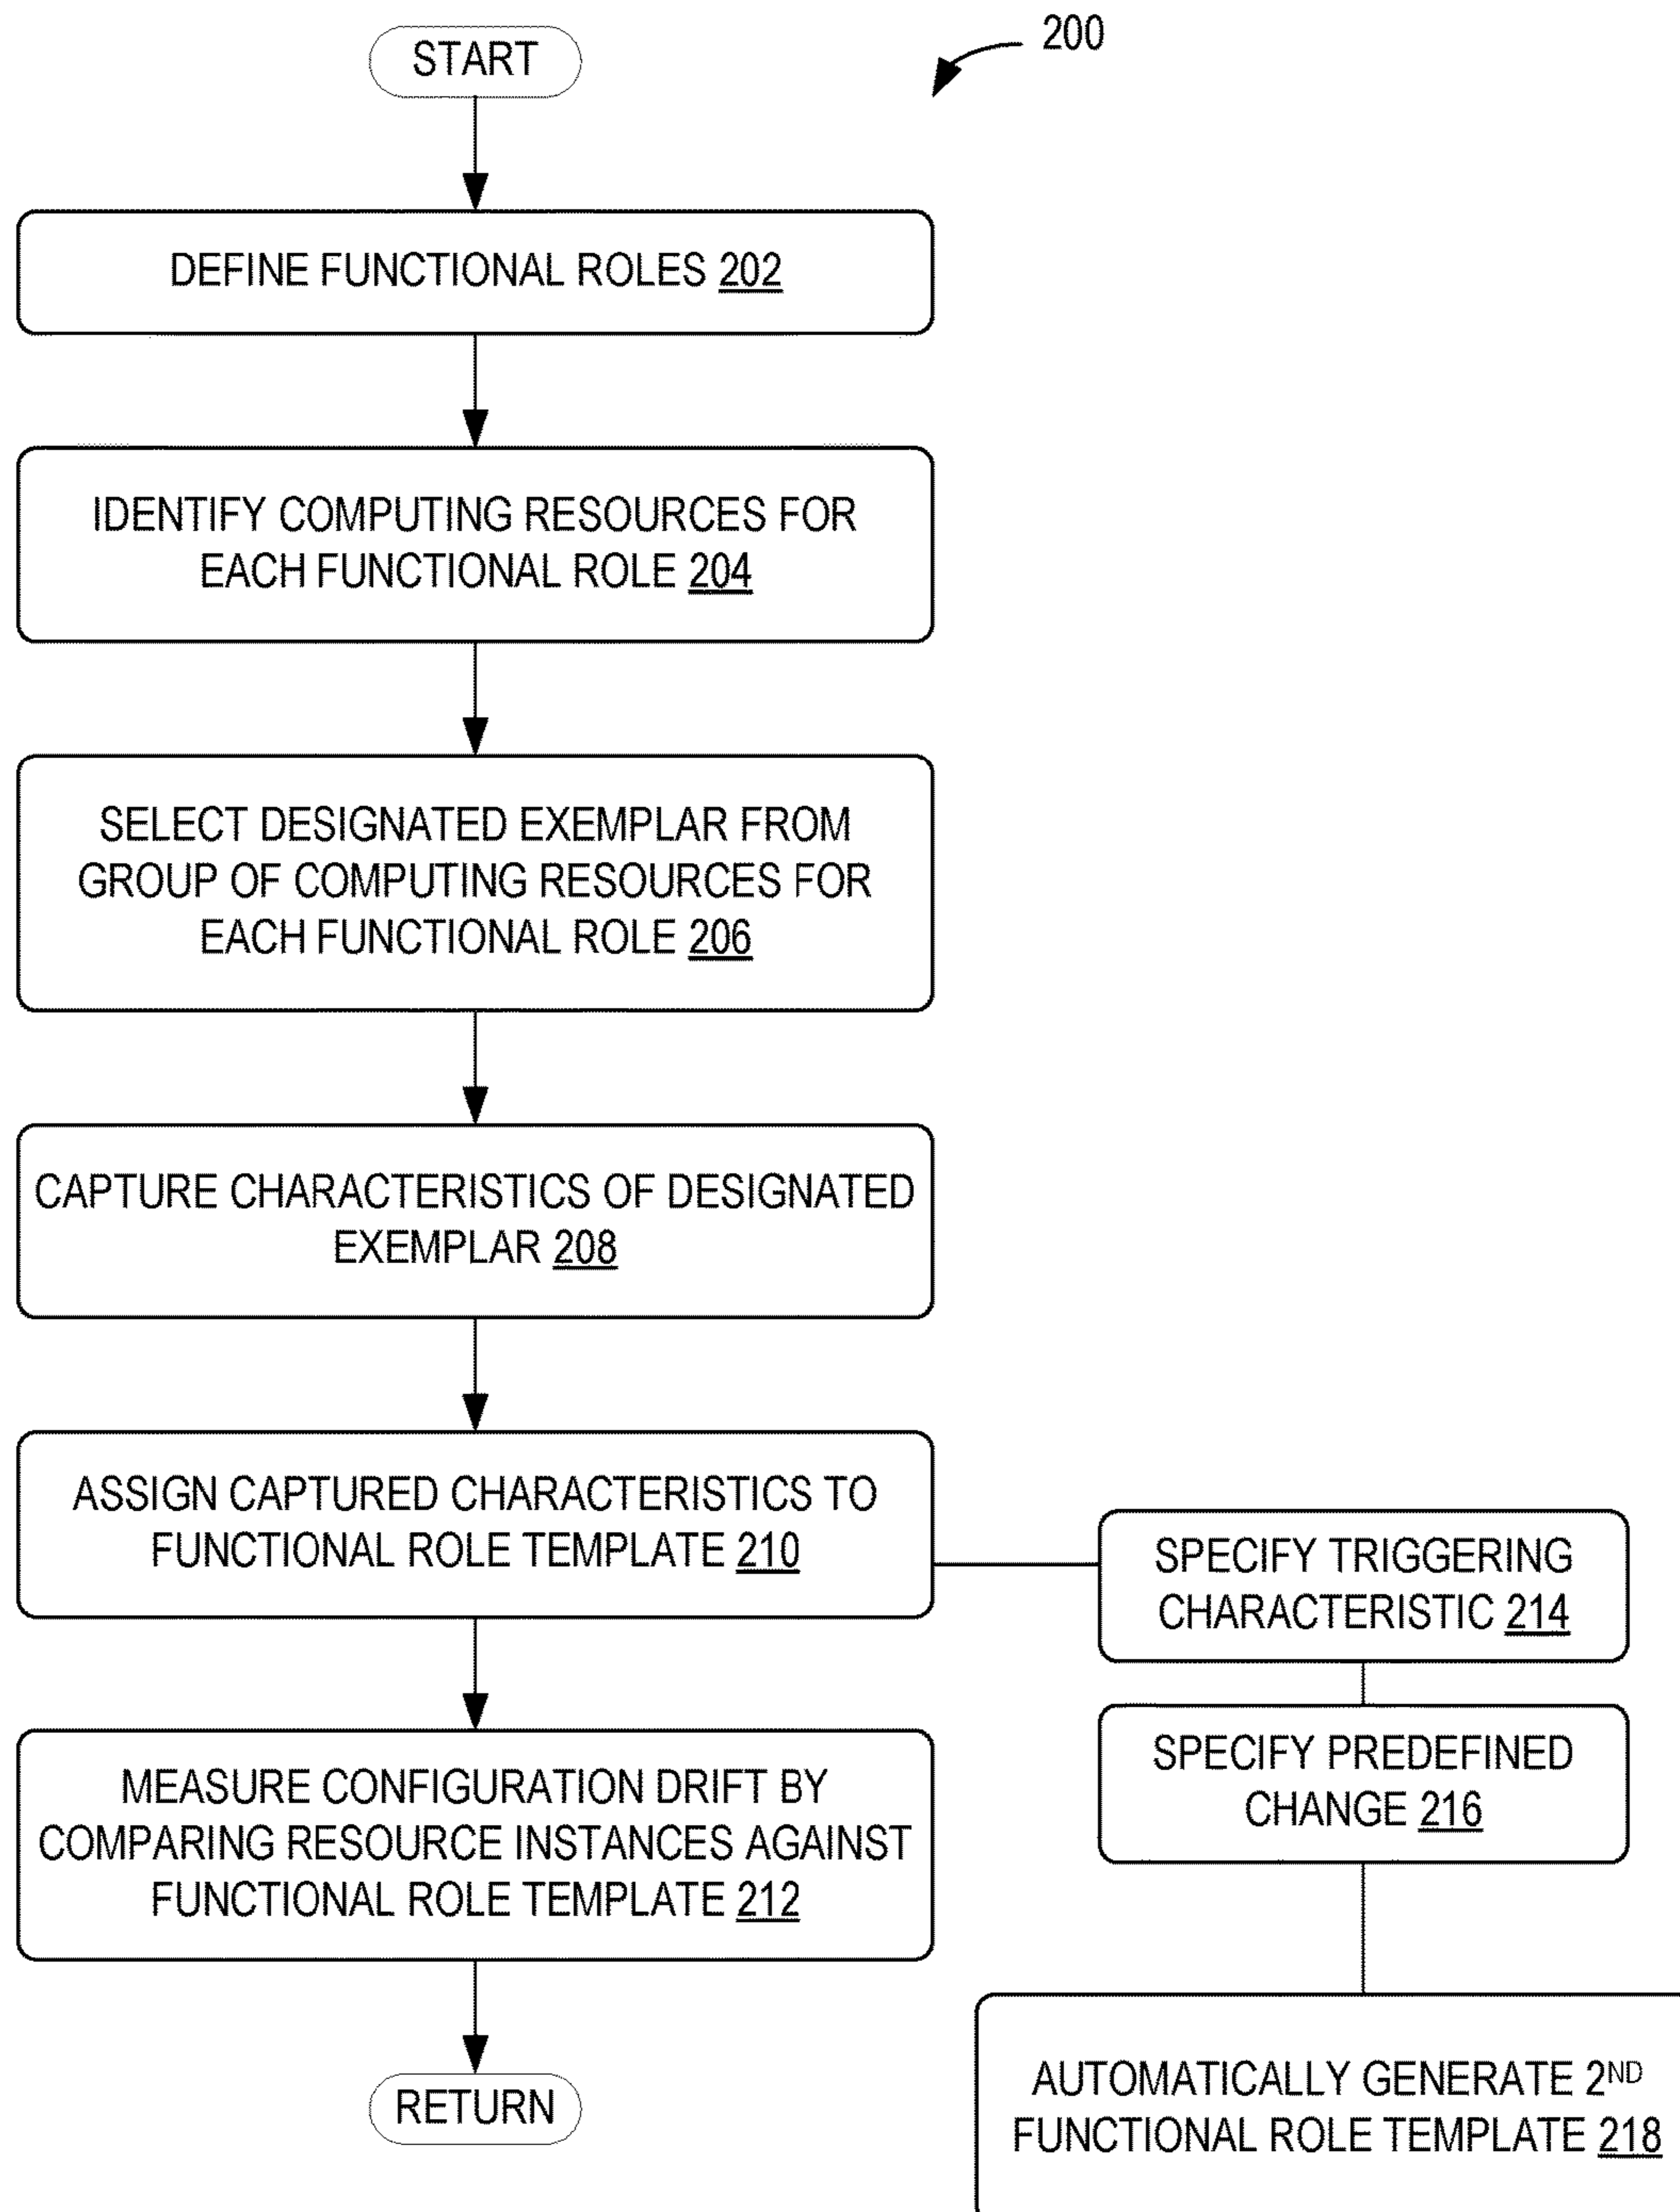 START
200
DEFINE FUNCTIONAL ROLES 202
IDENTIFY COMPUTING RESOURCES FOR
EACH FUNCTIONAL ROLE 204
SELECT DESIGNATED EXEMPLAR FROM
GROUP OF COMPUTING RESOURCES FOR
EACH FUNCTIONAL ROLE 206
CAPTURE CHARACTERISTICS OF DESIGNATED
EXEMPLAR 208
ASSIGN CAPTURED CHARACTERISTICS TO
FUNCTIONAL ROLE TEMPLATE 210
MEASURE CONFIGURATION DRIFT BY
COMPARING RESOURCE INSTANCES AGAINST
FUNCTIONAL ROLE TEMPLATE 212
RETURN
SPECIFY TRIGGERING
CHARACTERISTIC 214
SPECIFY PREDEFINED
CHANGE 216
AUTOMATICALLY GENERATE 2ND
FUNCTIONAL ROLE TEMPLATE 218